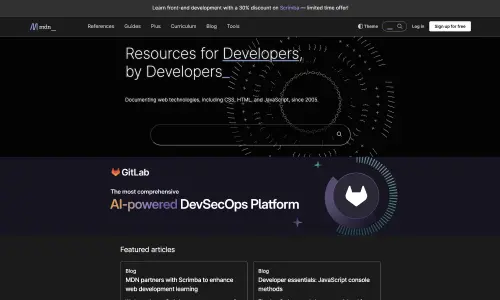 Learn front-end development with a 30% discount on Scrimba — limited time offer!
mdn_ References Guides Plus Curriculum Blog Tools Theme Log in Sign up for free
Resources for Developers,
by Developers_
Documenting web technologies, including CSS, HTML, and JavaScript, since 2005.
GitLab
The most comprehensive
AI-powered DevSecOps Platform
Featured articles
Blog
MDN partners with Scrimba to enhance
web development learning
Blog
Developer essentials: JavaScript console
methods